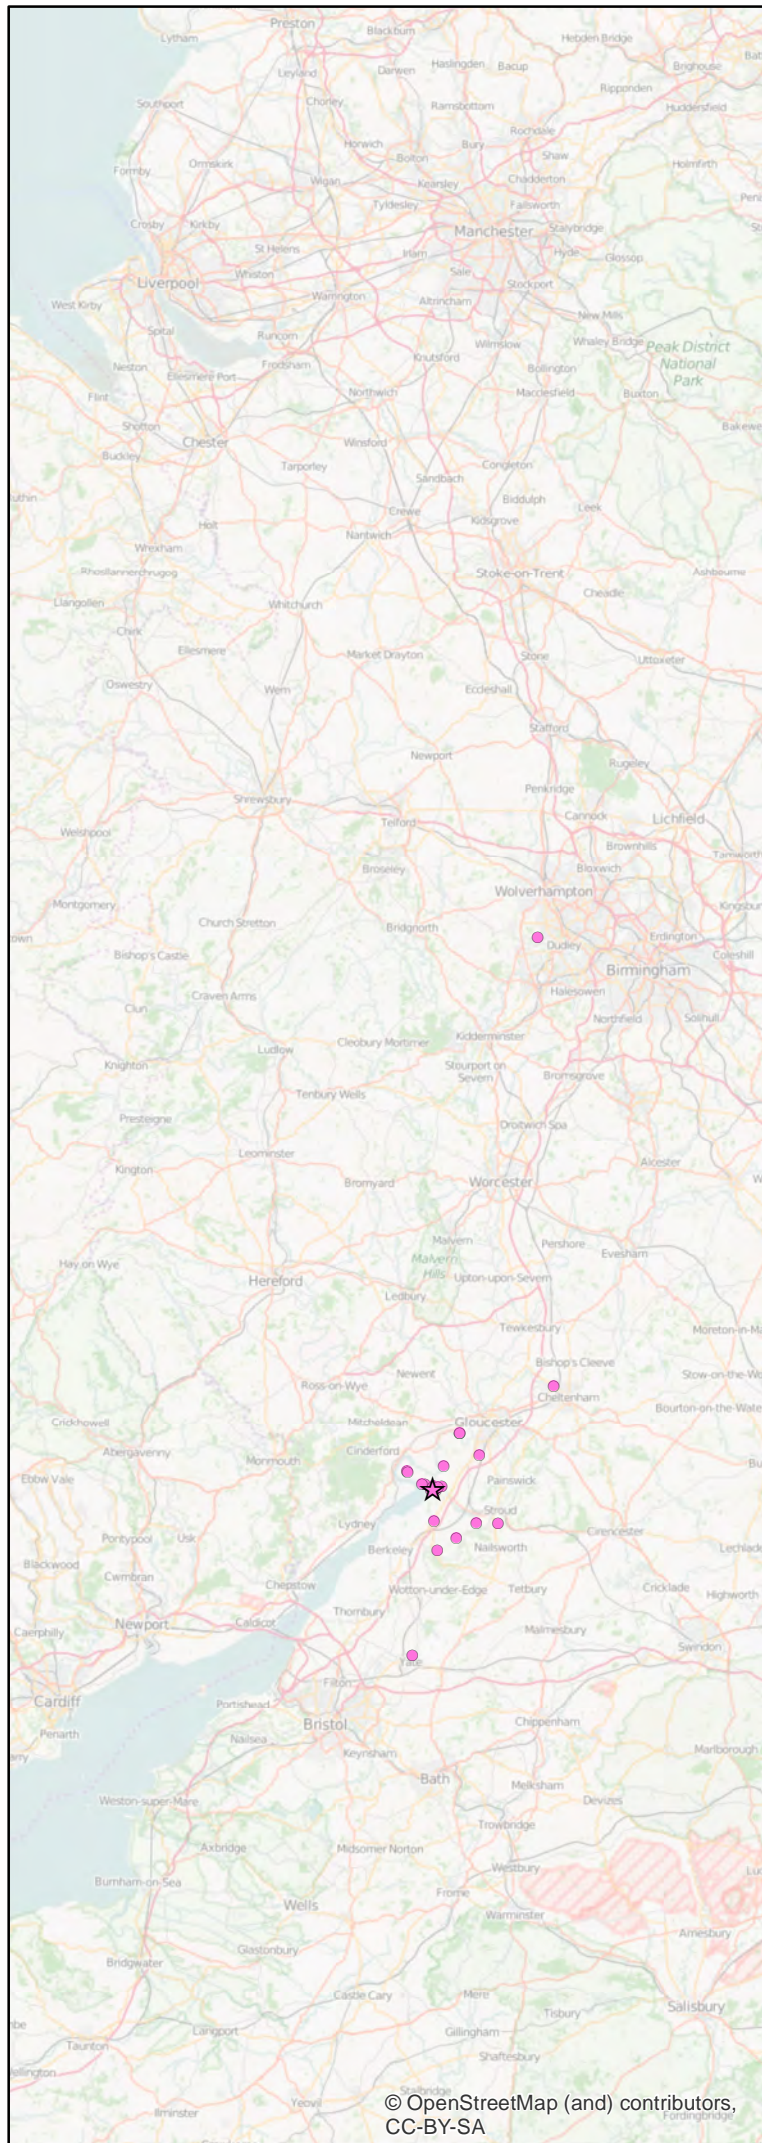 Preston
Blackburn
Hebden Bridge
Lytham
Leyland
Darwen
Haslingden
Bacup
Brighouse
Ripponden
Southport
Chorley
Ramsbottom
Huddersfield
Rochdale
Horwich
Bury
Shaw
Formby
Ormskirk
Bolton
Holmfirth
Wigan
Kearsley
Chadderton
Tyldesley
Failsworth
Crosby
Kirkby
Manchester
Stalybridge
St Helens
Irlam
Hyde
Glossop
Liverpool
Whiston
Sale
Stockport
West Kirby
Warrington
Altrincham
New Mills
Spital
Runcorn
Wilmslow
Whaley Bridge
Peak District
National
Park
Neston
Frodsham
Knutsford
Bollington
Ellesmere Port
Flint
Northwich
Macclesfield
Buxton
Shotton
Chester
Winsford
Buckley
Tarporley
Congleton
Sandbach
Biddulph
Holt
Crewe
Kidsgrove
Leek
Wrexham
Nantwich
Rhosllannerchrugog
Stoke-on-Trent
Ashbourne
Cheadle
Llangollen
Whitchurch
Chirk
Ellesmere
Market Drayton
Stone
Uttoxeter
Oswestry
Wem
Eccleshall
Stafford
Newport
Rugeley
Penkridge
Shrewsbury
Telford
Cannock
Lichfield
Welshpool
Brownhills
Broseley
Bloxwich
Wolverhampton
Montgomery
Church Stretton
Bridgnorth
Erdington
Dudley
Coleshill
Bishop's Castle
Birmingham
Craven Arms
Halesowen
Clun
Northfield
Solihull
Ludlow
Cleobury Mortimer
Kidderminster
Knighton
Stourport on
Severn
Bromsgrove
Tenbury Wells
Presteigne
Droitwich Spa
Leominster
Alcester
Kington
Bromyard
Worcester
Malvern
Pershore
Evesham
Hay on Wye
Malvern
Hills
Hereford
Upton-upon-Severn
Ledbury
Tewkesbury
Moreton-in-Ma
Bishop's Cleeve
Newent
Stow-on-the-Wo
Ross-on-Wye
Cheltenham
Bourton-on-the-Wate
Crickhowell
Mitcheldean
Gloucester
Abergavenny
Cinderford
Monmouth
Ebbw Vale
Painswick
Stroud
Lydney
Cirencester
Pontypool
Usk
Berkeley
Nailsworth
Lechlade
Blackwood
Cwmbran
Chepstow
Wotton-under-Edge
Tetbury
Cricklade
Highworth
Thornbury
Newport
Caldicot
Malmesbury
Caerphilly
Swindon
Yate
Filton
Cardiff
Portishead
Bristol
Chippenham
Penarth
Nailsea
Keynsham
Marlborough
Bath
Melksham
Weston-super-Mare
Devizes
Trowbridge
Axbridge
Midsomer Norton
Westbury
Burnham-on-Sea
Frome
Wells
Warminster
Amesbury
Glastonbury
Bridgwater
Castle Cary
Mere
Salisbury
Tisbury
Taunton
Langport
Gillingham
Shaftesbury
Stalbridge
Yeovil
Ilminster
Fordingbridge
© OpenStreetMap (and) contributors,
CC-BY-SA